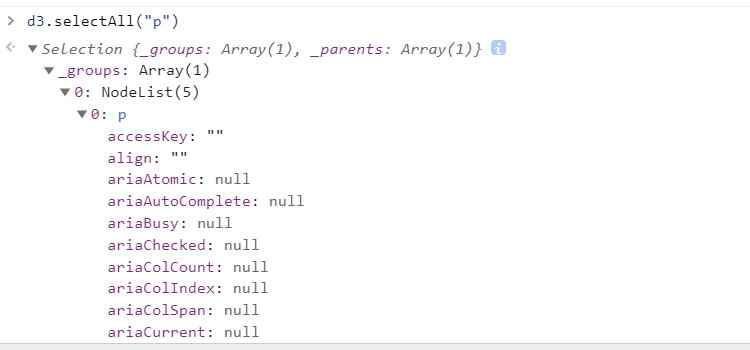 > d3.selectAll("p")
Selection {_groups: Array(1), _parents: Array(1)} i
_groups: Array(1)
0: NodeList(5)
0: p
accessKey: ""
align: ""
ariaAtomic: null
ariaAutoComplete: null
ariaBusy: null
ariaChecked: null
ariaColCount: null
ariaColIndex: null
ariaColSpan: null
ariaCurrent: null